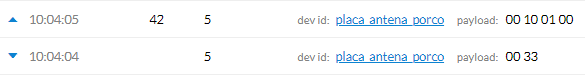 10:04:05 42 5 dev id: placa_antena_porco payload: 00 10 01 00
10:04:04 5 dev id: placa_antena_porco payload: 00 33